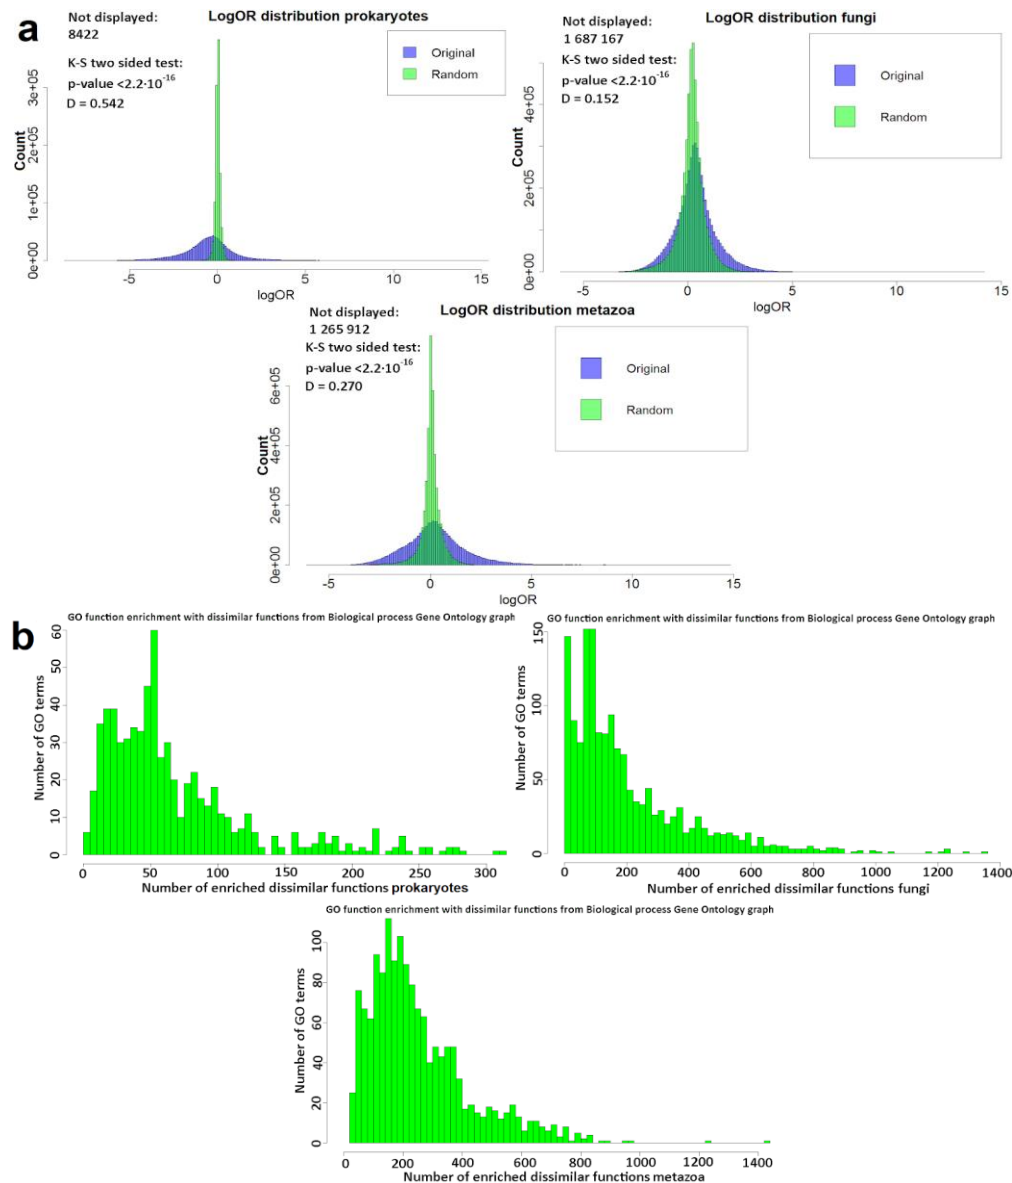 a
Not displayed:
8422
K-S two sided test:
p-value <2.2·10^-16
D = 0.542
LogOR distribution prokaryotes
Original
Random
Count
0e+00 1e+05 2e+05 3e+05
-5 0 5 10 15
logOR
Not displayed:
1 687 167
K-S two sided test:
p-value <2.2·10^-16
D = 0.152
LogOR distribution fungi
Original
Random
Count
0e+00 2e+05 4e+05
-5 0 5 10 15
logOR
Not displayed:
1 265 912
K-S two sided test:
p-value <2.2·10^-16
D = 0.270
LogOR distribution metazoa
Original
Random
Count
0e+00 2e+05 4e+05 6e+05
-5 0 5 10 15
logOR
b
GO function enrichment with dissimilar functions from Biological process Gene Ontology graph
Number of GO terms
0 10 20 30 40 50 60
0 50 100 150 200 250 300
Number of enriched dissimilar functions prokaryotes
GO function enrichment with dissimilar functions from Biological process Gene Ontology graph
Number of GO terms
0 50 100 150
0 200 400 600 800 1000 1200 1400
Number of enriched dissimilar functions fungi
GO function enrichment with dissimilar functions from Biological process Gene Ontology graph
Number of GO terms
0 20 40 60 80 100
0 200 400 600 800 1000 1200 1400
Number of enriched dissimilar functions metazoa